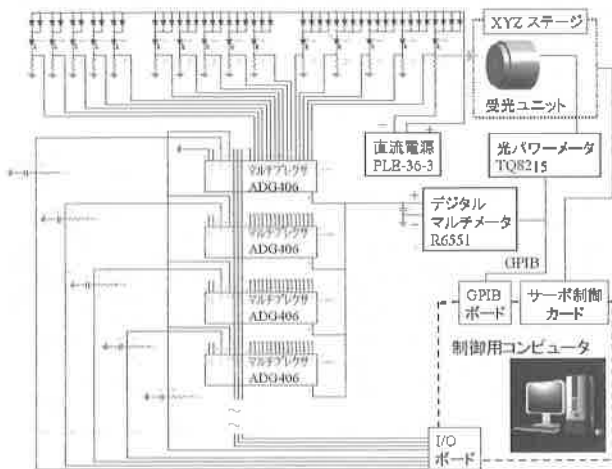 XYZ ステージ
受光ユニット
直流電源
PLE-36-3
光パワーメータ
TQ8215
マルチプレクサ
ADG406
デジタル
マルチメータ
R6551
マルチプレクサ
ADG406
GPIB
マルチプレクサ
ADG406
GPIB
ボード
サーボ制御
カード
マルチプレクサ
ADG406
制御用コンピュータ
I/O
ボード